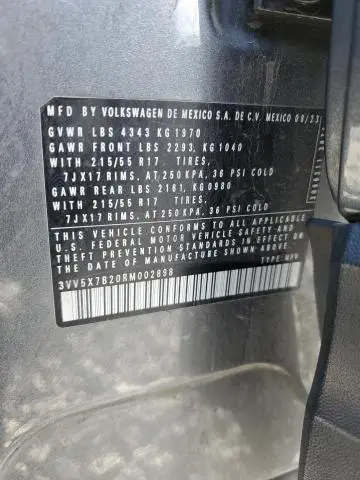 MFD BY VOLKSWAGEN DE MEXICO S.A. DE C.V. MEXICO 08/23
GVWR LBS 4343 KG 1970
GAWR FRONT LBS 2293, KG 1040
WITH 215/55 R17 TIRES,
7JX17 RIMS, AT 250 KPA, 36 PSI COLD
GAWR REAR LBS 2161, KG0980
WITH 215/55 R17 TIRES,
7JX17 RIMS, AT 250 KPA, 36 PSI COLD
THIS VEHICLE CONFORMS TO ALL APPLICABLE
U.S. FEDERAL MOTOR VEHICLE SAFETY-AND
THEFT PREVENTION STANDARDS IN EFFECT ON THE
DATE OF MANUFACTURE SHOWN ABOVE.
3VV5X7B20RM002898
TYPE: MPV